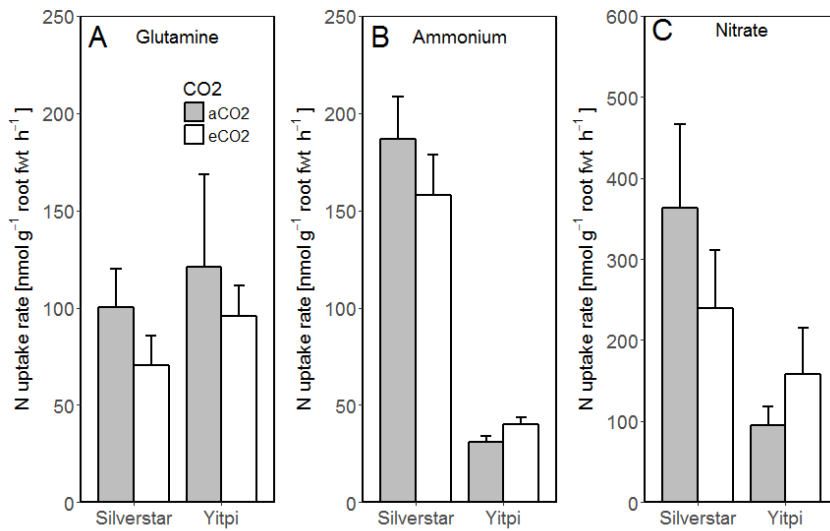 A Glutamine
CO2
aCO2
eCO2
N uptake rate [nmol g⁻¹ root fwt h⁻¹]
250
200
150
100
50
0
Silverstar Yitpi
B Ammonium
N uptake rate [nmol g⁻¹ root fwt h⁻¹]
250
200
150
100
50
0
Silverstar Yitpi
C Nitrate
N uptake rate [nmol g⁻¹ root fwt h⁻¹]
600
500
400
300
200
100
0
Silverstar Yitpi